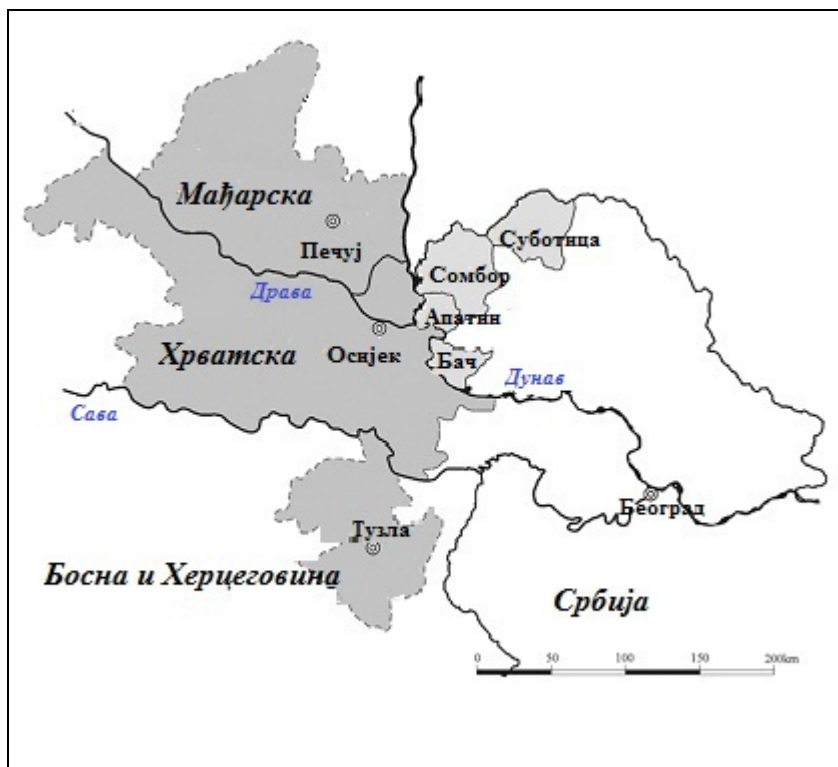 Мађарска
Печуј
Суботица
Сомбор
Драва
Апатин
Осијек
Хрватска
Бач
Дунав
Сава
Београд
Тузла
Босна и Херцеговина
Србија
0 50 100 150 200km